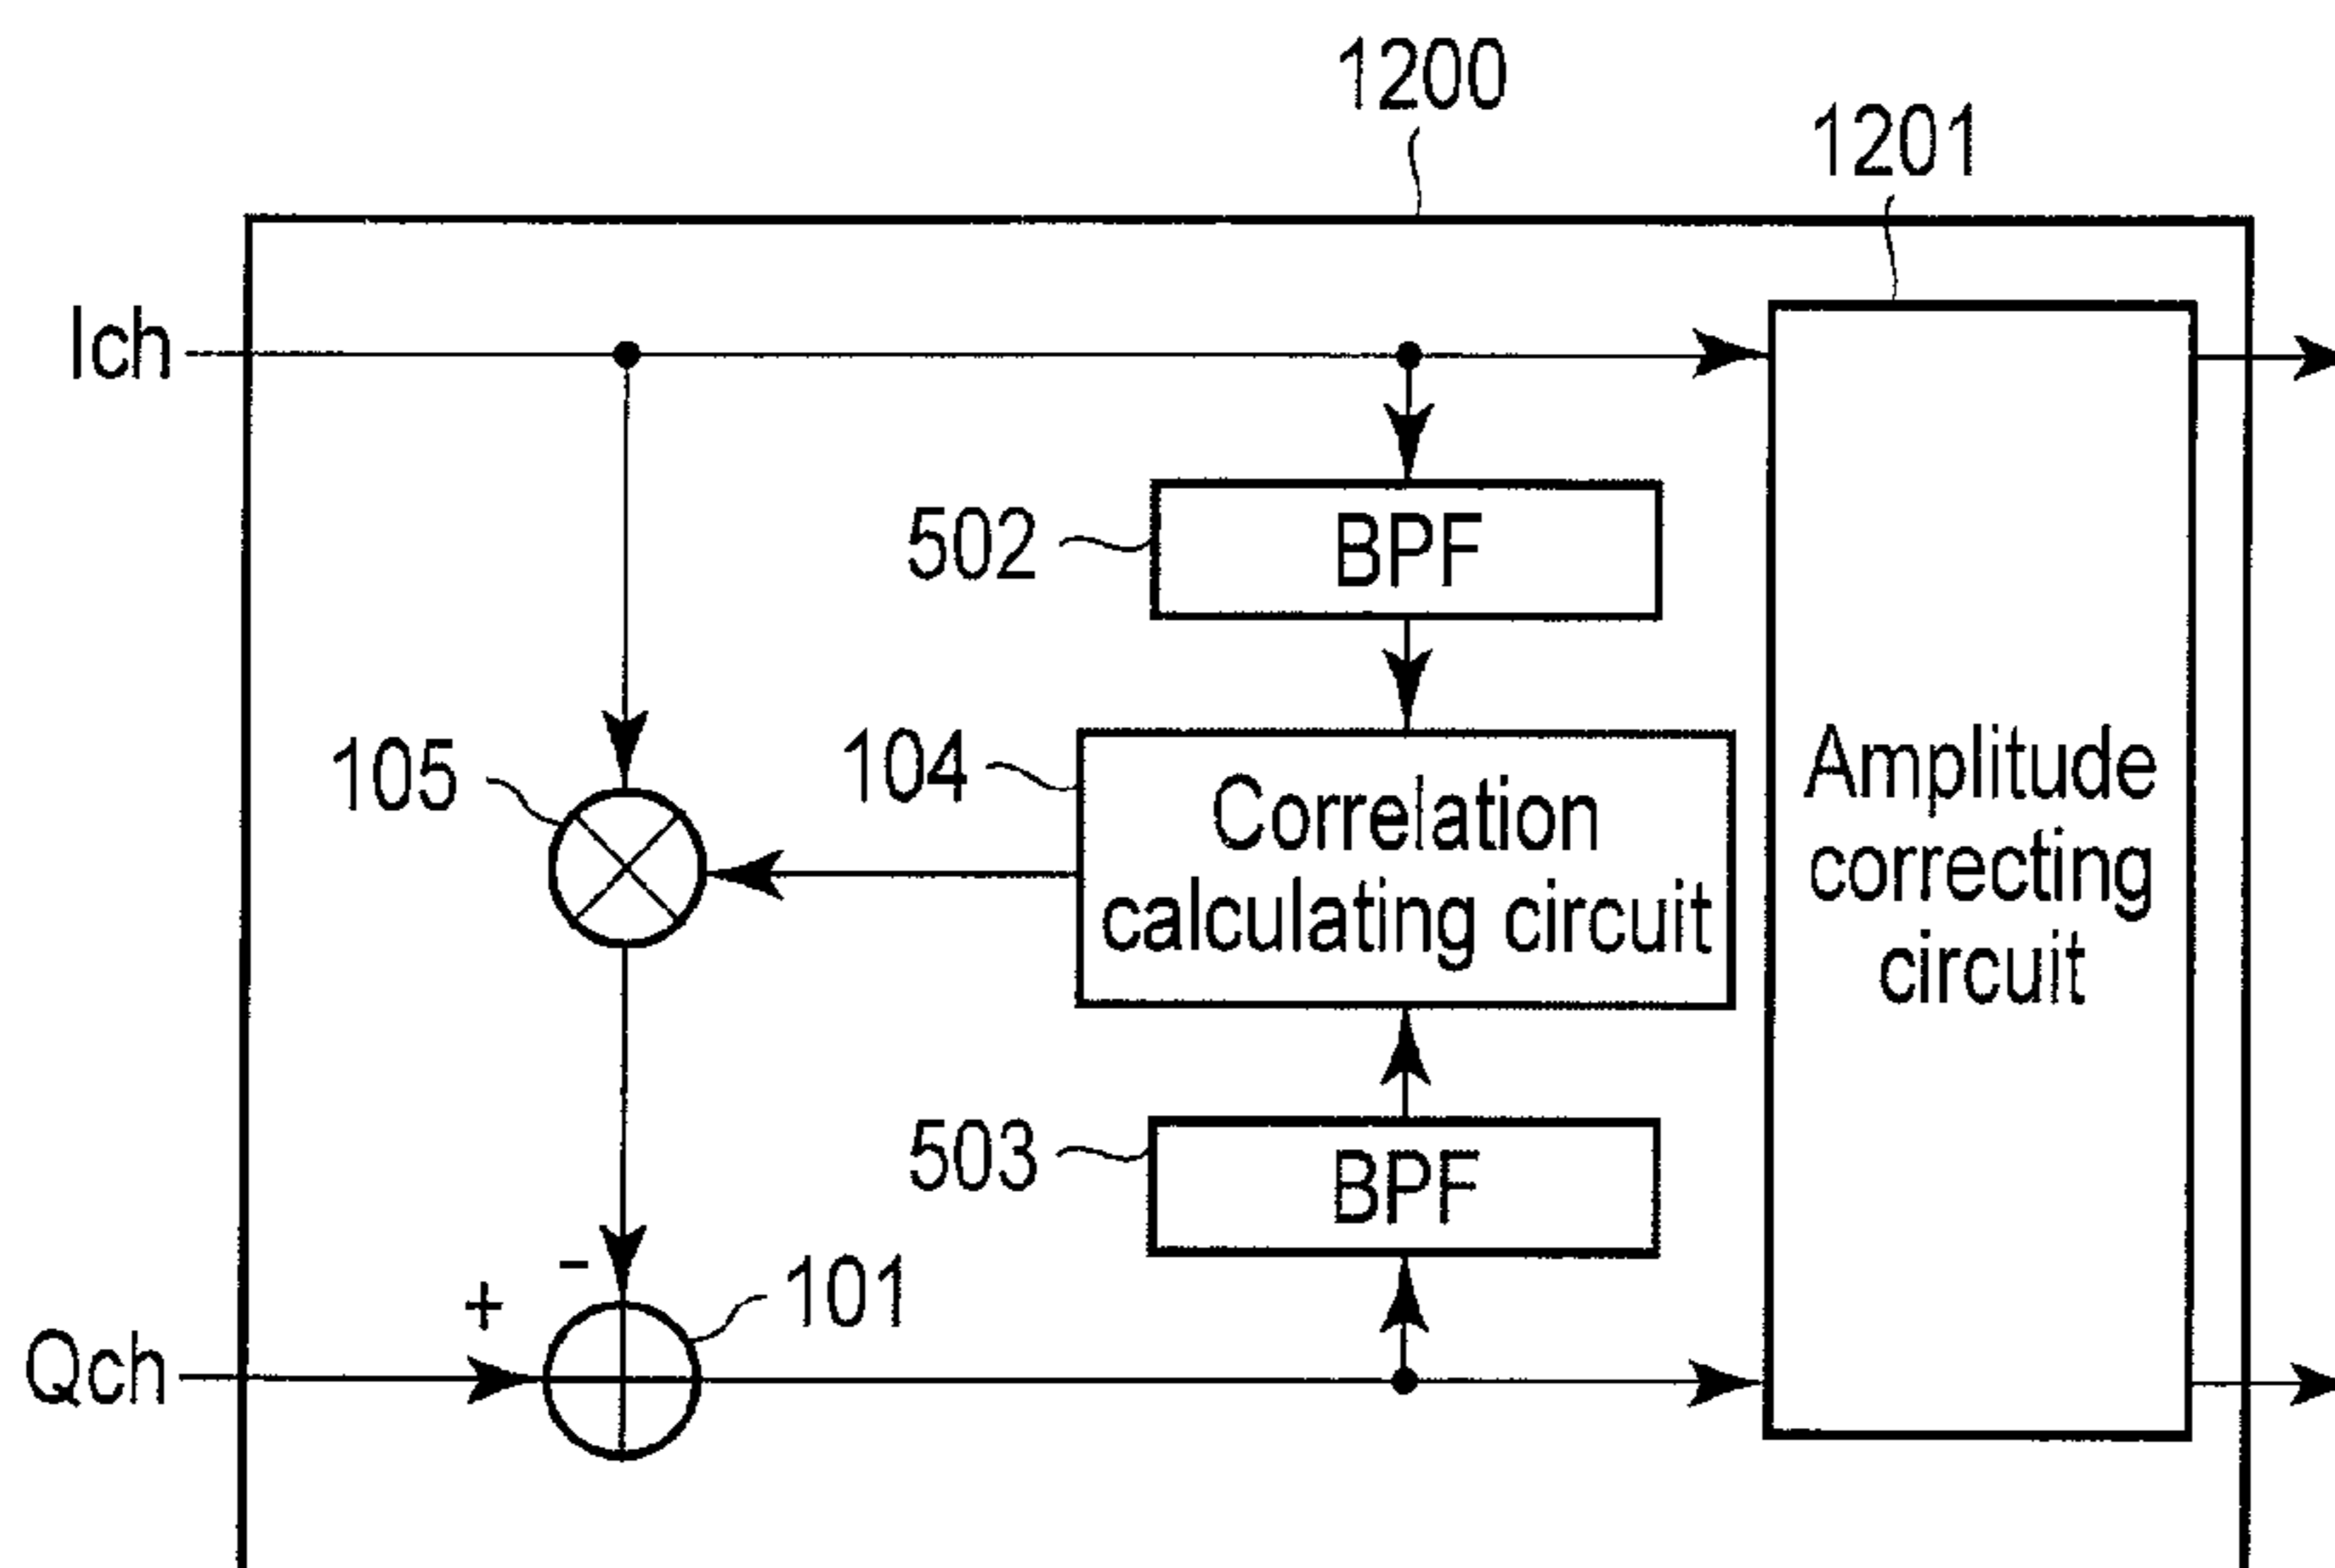 1200
1201
Ich
502
BPF
105
104
Correlation
calculating circuit
Amplitude
correcting
circuit
503
BPF
-
+
101
Qch